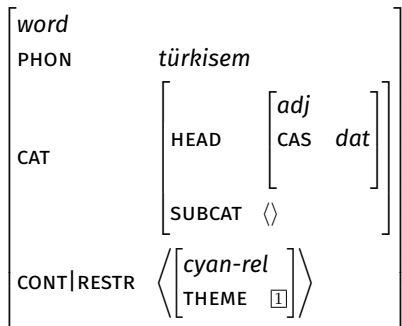 word
PHON türkisem
CAT
HEAD
adj
CAS dat
SUBCAT ⟨⟩
CONT|RESTR
cyan-rel
THEME 1